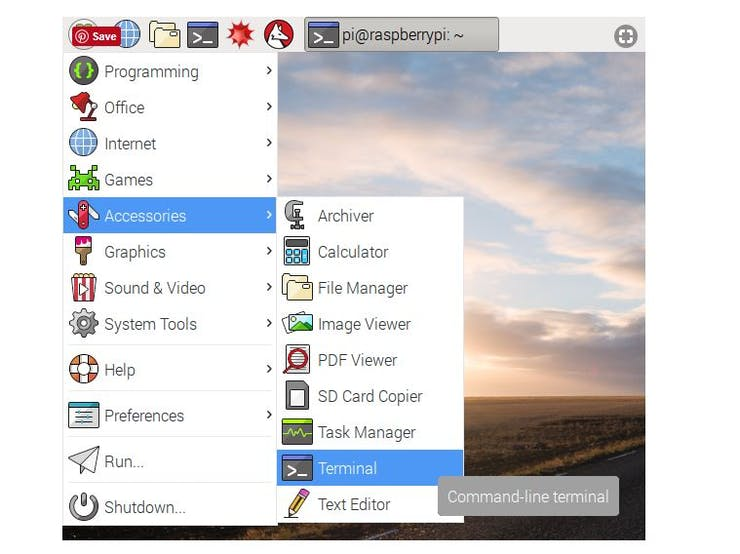 Save
pi@raspberrypi: ~
Programming
Office
Internet
Games
Accessories
Graphics
Sound & Video
System Tools
Help
Preferences
Run...
Shutdown...
Archiver
Calculator
File Manager
Image Viewer
PDF Viewer
SD Card Copier
Task Manager
Terminal
Text Editor
Command-line terminal